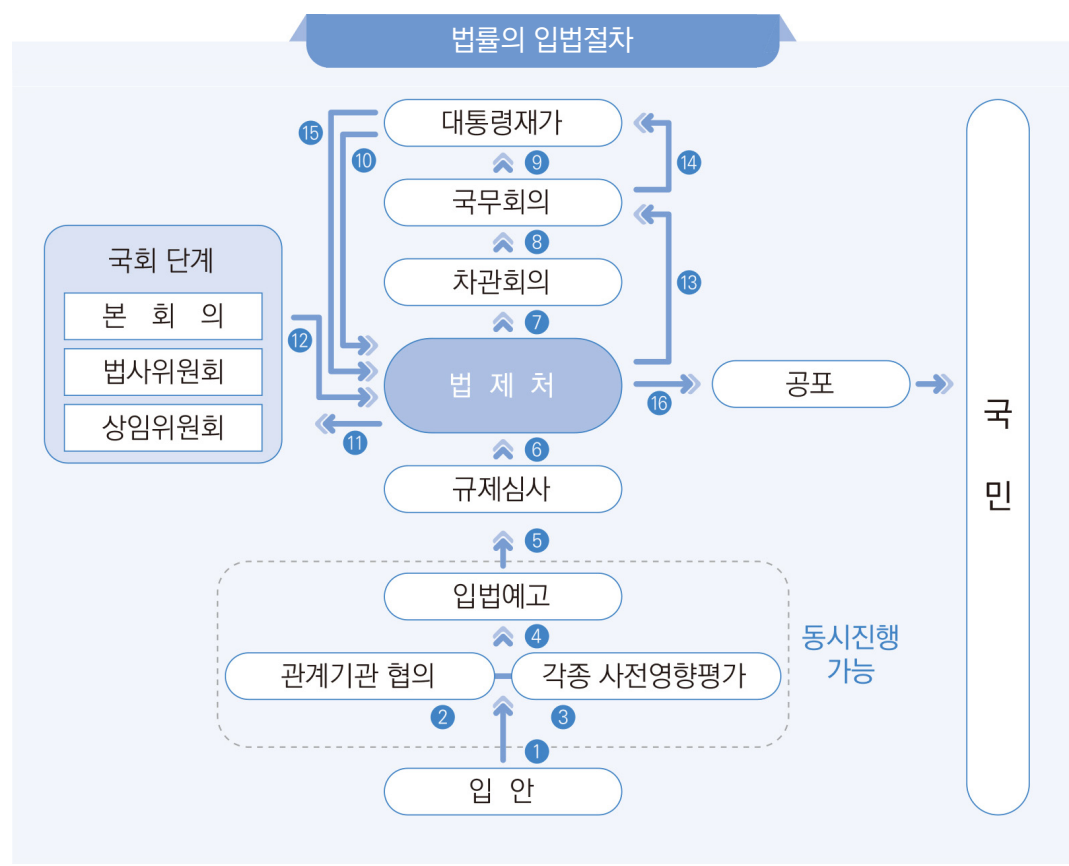 법률의 입법절차
대통령재가
⑮
⑩
⑨
⑭
국무회의
⑧
국회 단계
본 회 의
법사위원회
상임위원회
차관회의
⑬
⑦
⑫
법 제 처
⑯
공포
국 민
⑪
⑥
규제심사
⑤
입법예고
④
동시진행
가능
관계기관 협의
각종 사전영향평가
②
③
①
입 안